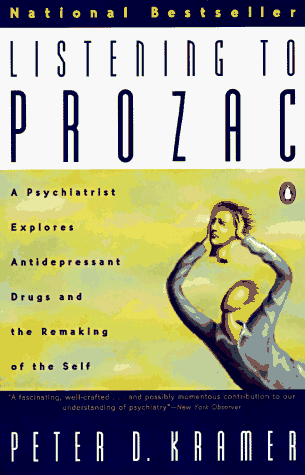 National Bestseller
LISTENING TO
PROZAC
A Psychiatrist
Explores
Antidepressant
Drugs and
the Remaking
of the Self
"A fascinating, well-crafted . . . and possibly momentous contribution to our
understanding of psychiatry"—New York Observer
PETER D. KRAMER